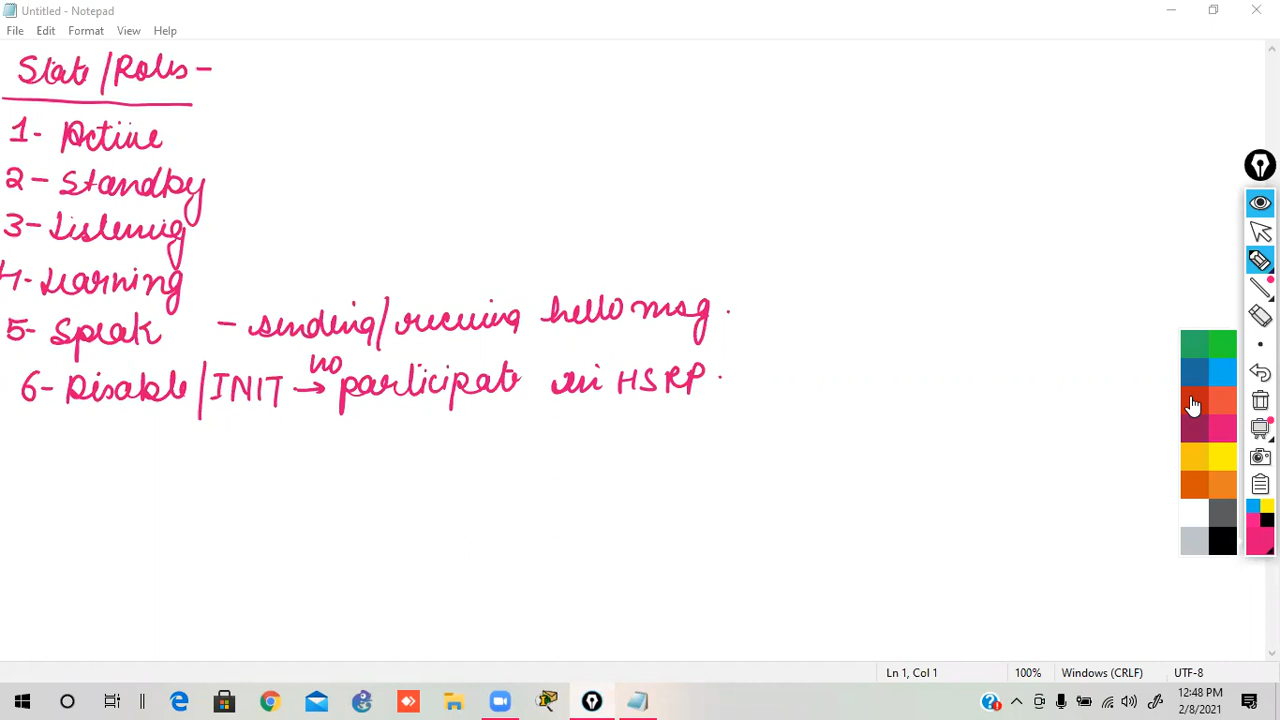 Untitled - Notepad
File Edit Format View Help
State/Roles -
1- Active
2- Standby
3- Listening
4- Learning
5- Speak - sending/receiving hello msg.
no
6- Disable/INIT → participate in HSRP.
Ln 1, Col 1 100% Windows (CRLF) UTF-8
12:48 PM
2/8/2021